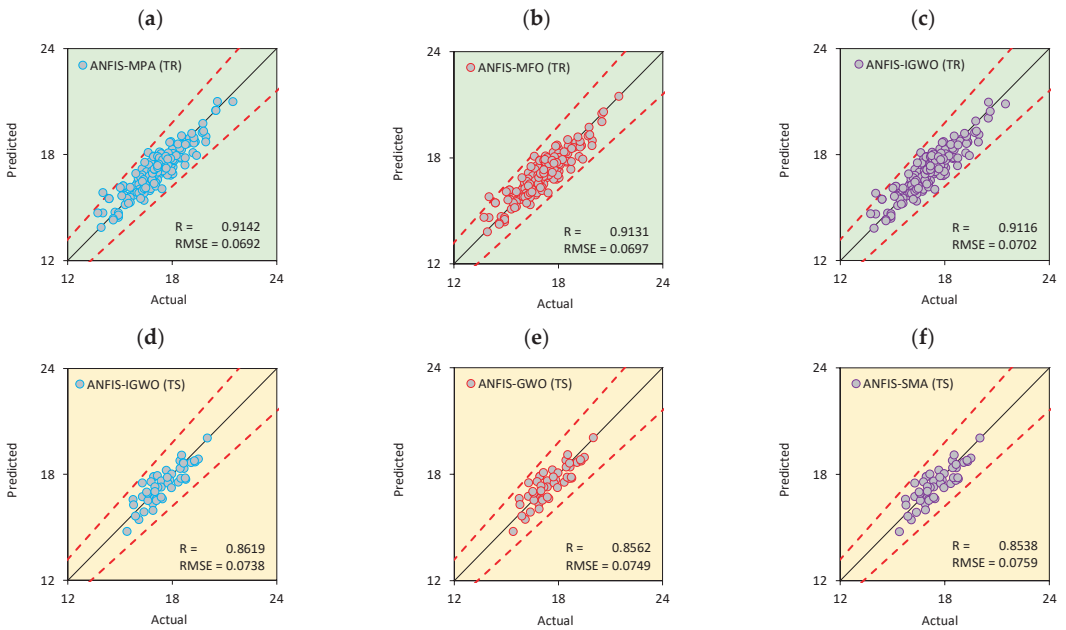 (a)
24
ANFIS-MPA (TR)
18
Predicted
R = 0.9142
RMSE = 0.0692
12
12 18 24
Actual
(b)
24
ANFIS-MFO (TR)
18
Predicted
R = 0.9131
RMSE = 0.0697
12
12 18 24
Actual
(c)
24
ANFIS-IGWO (TR)
18
Predicted
R = 0.9116
RMSE = 0.0702
12
12 18 24
Actual
(d)
24
ANFIS-IGWO (TS)
18
Predicted
R = 0.8619
RMSE = 0.0738
12
12 18 24
Actual
(e)
24
ANFIS-GWO (TS)
18
Predicted
R = 0.8562
RMSE = 0.0749
12
12 18 24
Actual
(f)
24
ANFIS-SMA (TS)
18
Predicted
R = 0.8538
RMSE = 0.0759
12
12 18 24
Actual